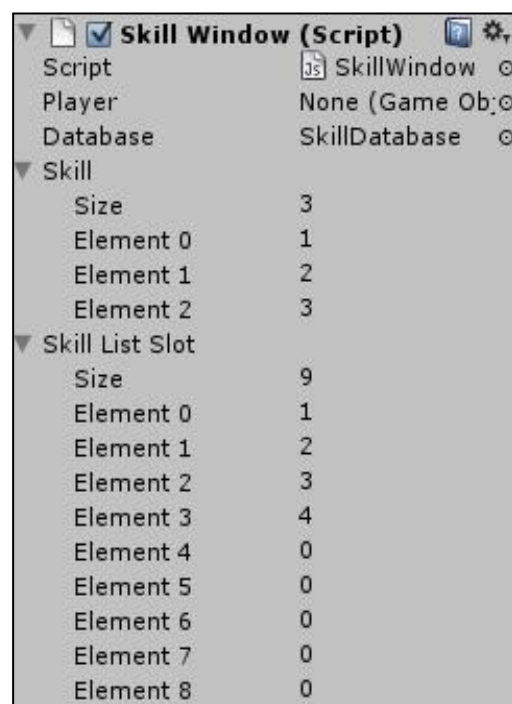 Skill Window (Script)
Script JS SkillWindow
Player None (Game Ob
Database SkillDatabase
Skill
Size 3
Element 0 1
Element 1 2
Element 2 3
Skill List Slot
Size 9
Element 0 1
Element 1 2
Element 2 3
Element 3 4
Element 4 0
Element 5 0
Element 6 0
Element 7 0
Element 8 0